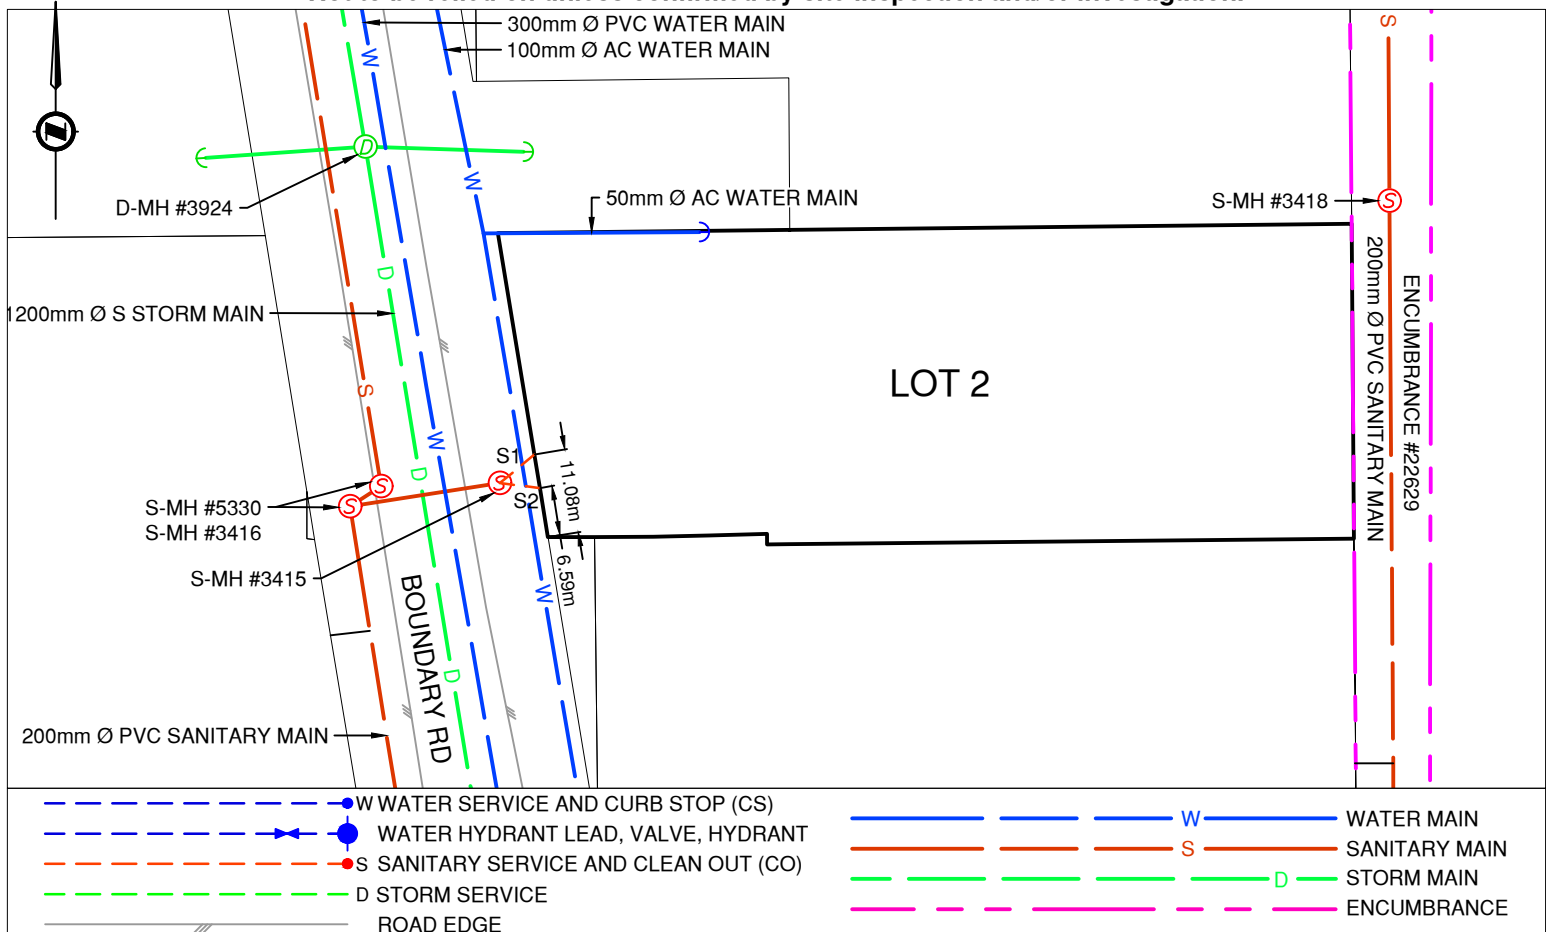 300mm Ø PVC WATER MAIN
100mm Ø AC WATER MAIN
W
S
D
W
D-MH #3924
50mm Ø AC WATER MAIN
S-MH #3418
S
D
1200mm Ø S STORM MAIN
200mm Ø PVC SANITARY MAIN
ENCUMBRANCE #22629
LOT 2
S
W
D
S1
S
S2
11.08m
S
S
S-MH #5330
S-MH #3416
S-MH #3415
6.59m
W
BOUNDARY RD
D
200mm Ø PVC SANITARY MAIN
W WATER SERVICE AND CURB STOP (CS)
WATER HYDRANT LEAD, VALVE, HYDRANT
S SANITARY SERVICE AND CLEAN OUT (CO)
D STORM SERVICE
ROAD EDGE
W WATER MAIN
S SANITARY MAIN
D STORM MAIN
ENCUMBRANCE